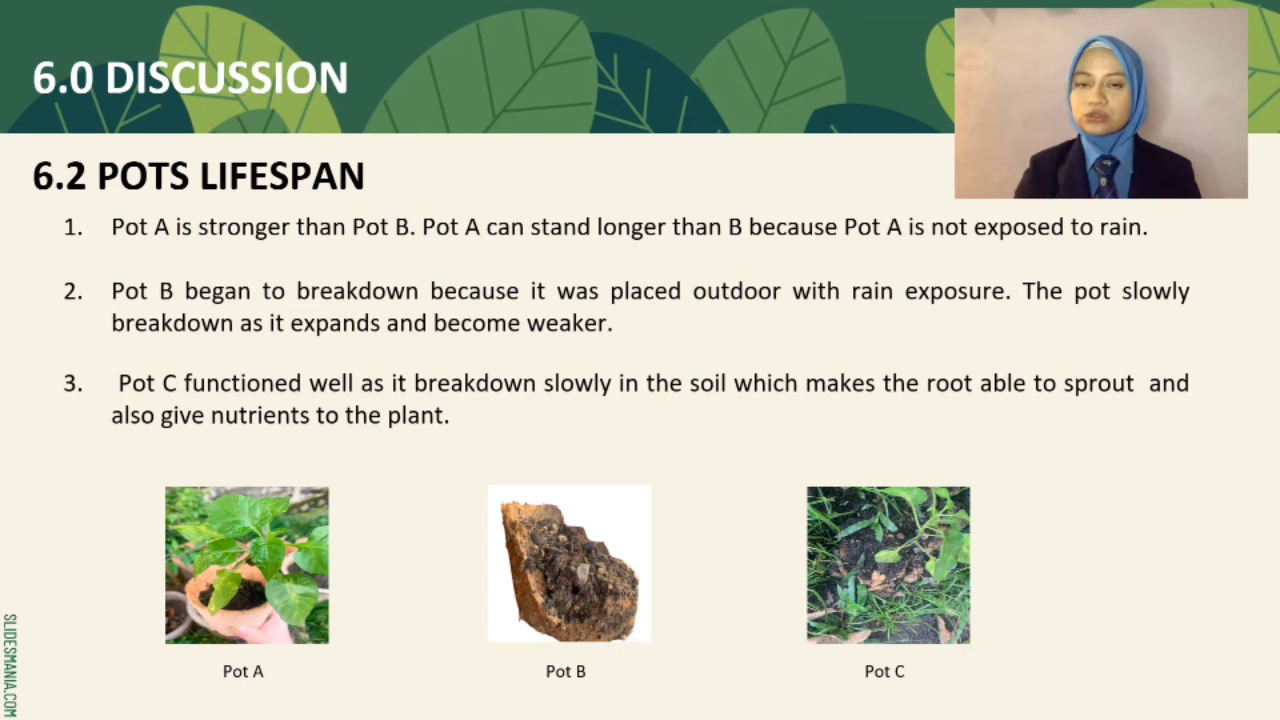 6.0 DISCUSSION
6.2 POTS LIFESPAN
1. Pot A is stronger than Pot B. Pot A can stand longer than B because Pot A is not exposed to rain.
2. Pot B began to breakdown because it was placed outdoor with rain exposure. The pot slowly
breakdown as it expands and become weaker.
3. Pot C functioned well as it breakdown slowly in the soil which makes the root able to sprout and
also give nutrients to the plant.
Pot A
Pot B
Pot C
SLIDESMANIA.COM